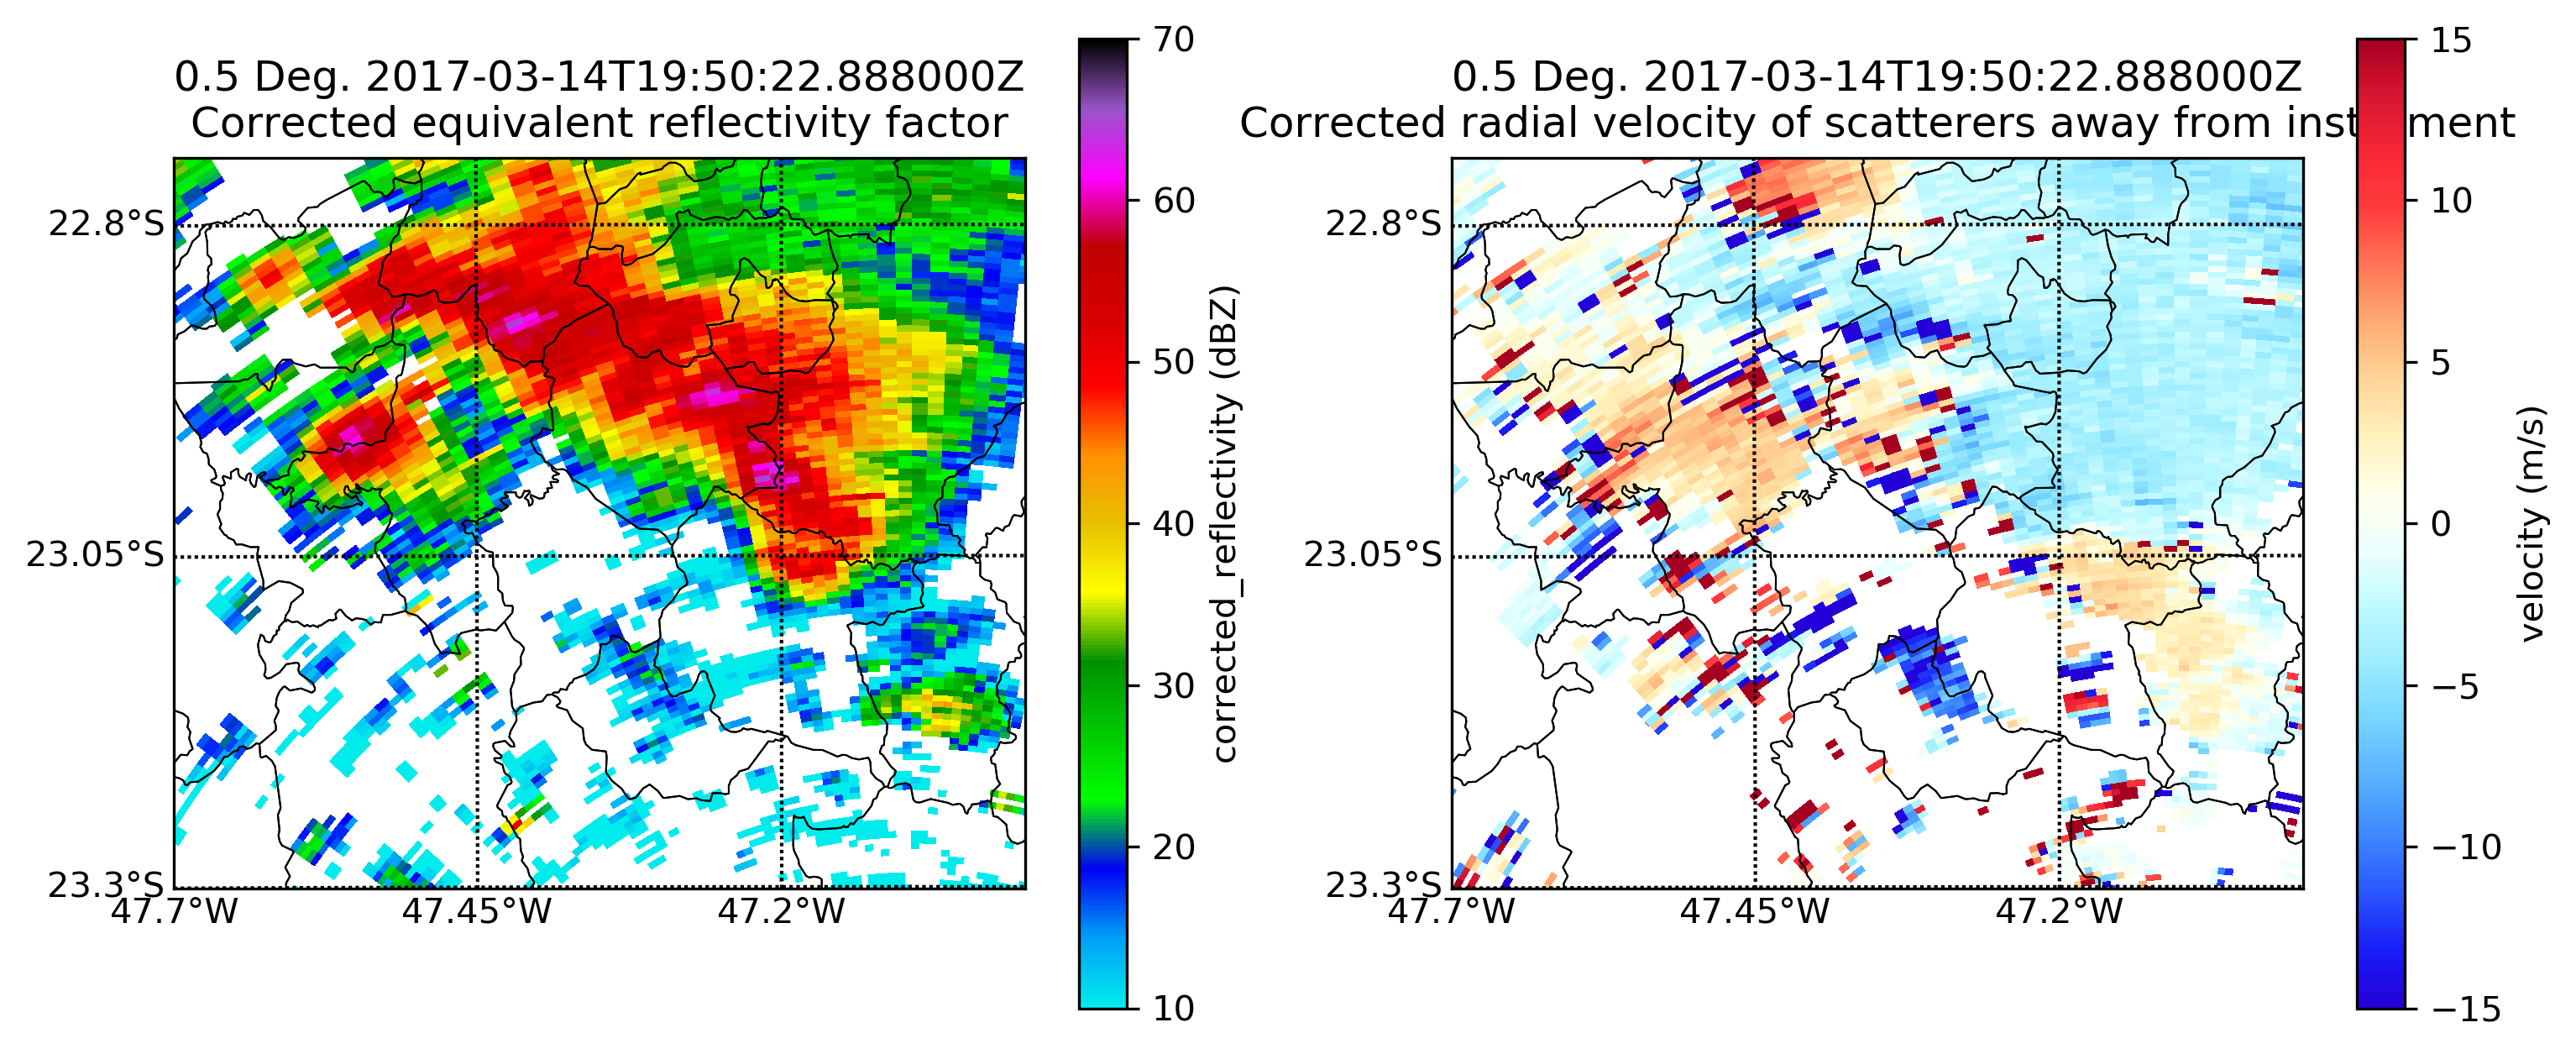 0.5 Deg. 2017-03-14T19:50:22.888000Z
Corrected equivalent reflectivity factor
22.8°S
23.05°S
23.3°S
47.7°W
47.45°W
47.2°W
70
60
50
40
30
20
10
corrected_reflectivity (dBZ)
0.5 Deg. 2017-03-14T19:50:22.888000Z
Corrected radial velocity of scatterers away from inst ment
22.8°S
23.05°S
23.3°S
47.7°W
47.45°W
47.2°W
15
10
5
0
−5
−10
−15
velocity (m/s)